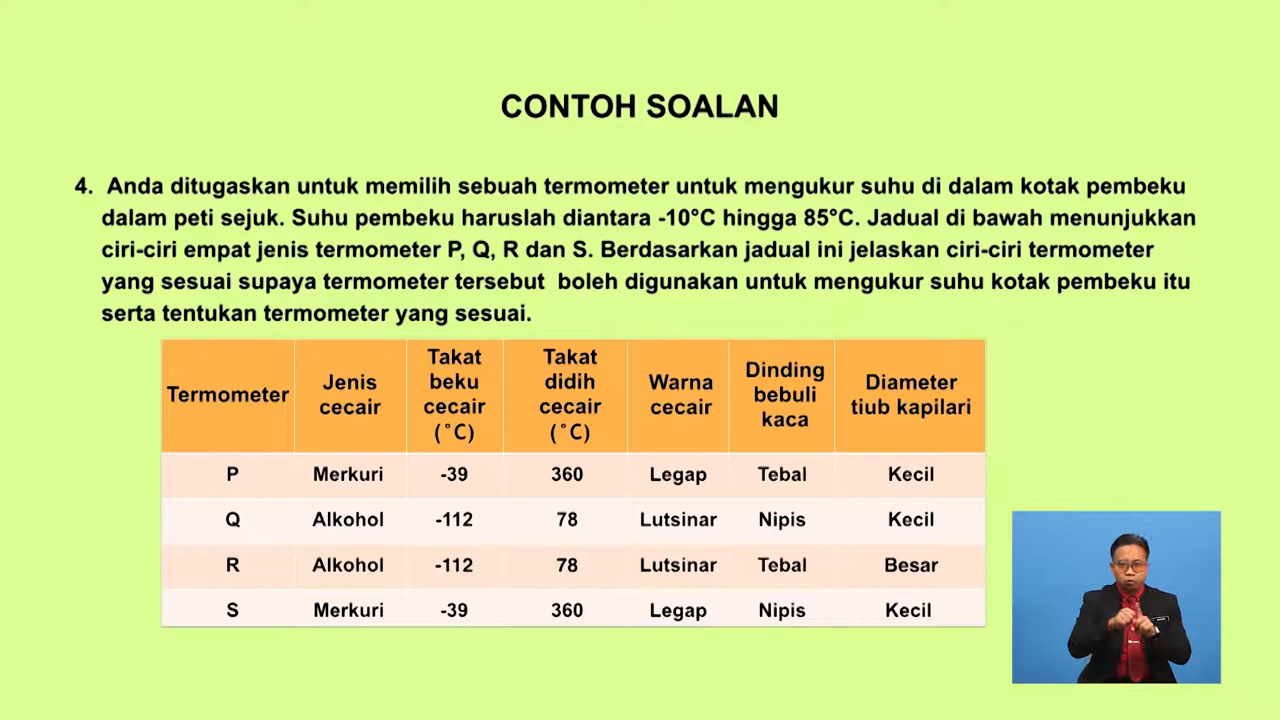 CONTOH SOALAN
4. Anda ditugaskan untuk memilih sebuah termometer untuk mengukur suhu di dalam kotak pembeku
dalam peti sejuk. Suhu pembeku haruslah diantara -10°C hingga 85°C. Jadual di bawah menunjukkan
ciri-ciri empat jenis termometer P, Q, R dan S. Berdasarkan jadual ini jelaskan ciri-ciri termometer
yang sesuai supaya termometer tersebut boleh digunakan untuk mengukur suhu kotak pembeku itu
serta tentukan termometer yang sesuai.
Termometer Jenis cecair Takat beku cecair (°C) Takat didih cecair (°C) Warna cecair Dinding bebuli kaca Diameter tiub kapilari
P Merkuri -39 360 Legap Tebal Kecil
Q Alkohol -112 78 Lutsinar Nipis Kecil
R Alkohol -112 78 Lutsinar Tebal Besar
S Merkuri -39 360 Legap Nipis Kecil